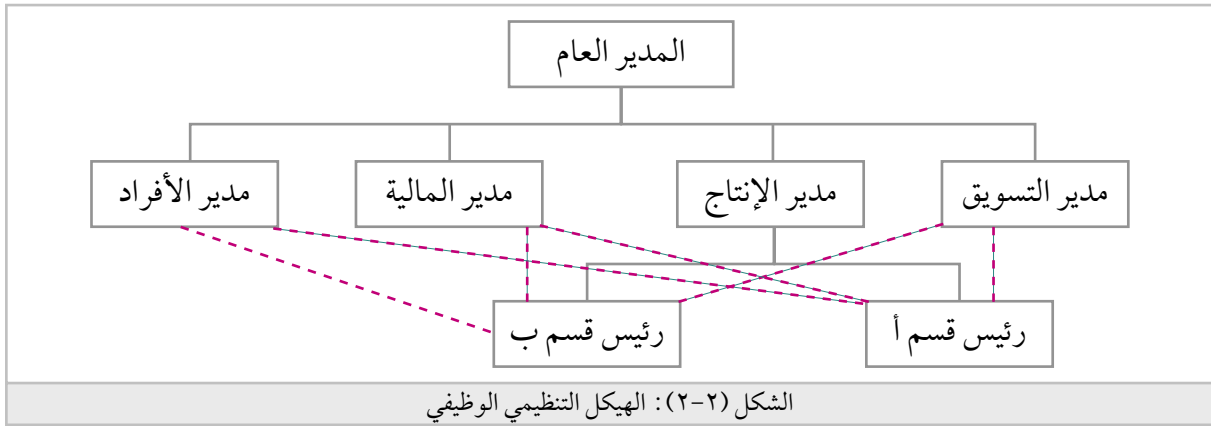 المدير العام
مدير التسويق
مدير الإنتاج
مدير المالية
مدير الأفراد
رئيس قسم أ
رئيس قسم ب
الشكل (٢-٢): الهيكل التنظيمي الوظيفي